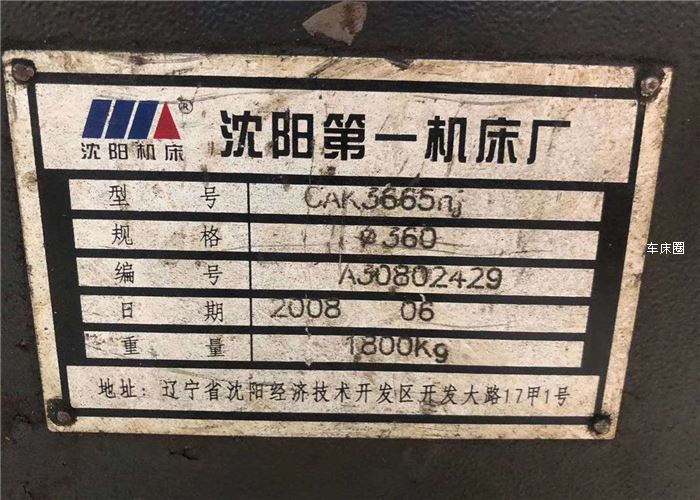 沈阳机床®
沈阳第一机床厂
型号 CAK3665nj
规格 φ360
编号 A30802429
日期 2008 06
重量 1800Kg
地址: 辽宁省沈阳经济技术开发区开发大路17甲1号
车床圈